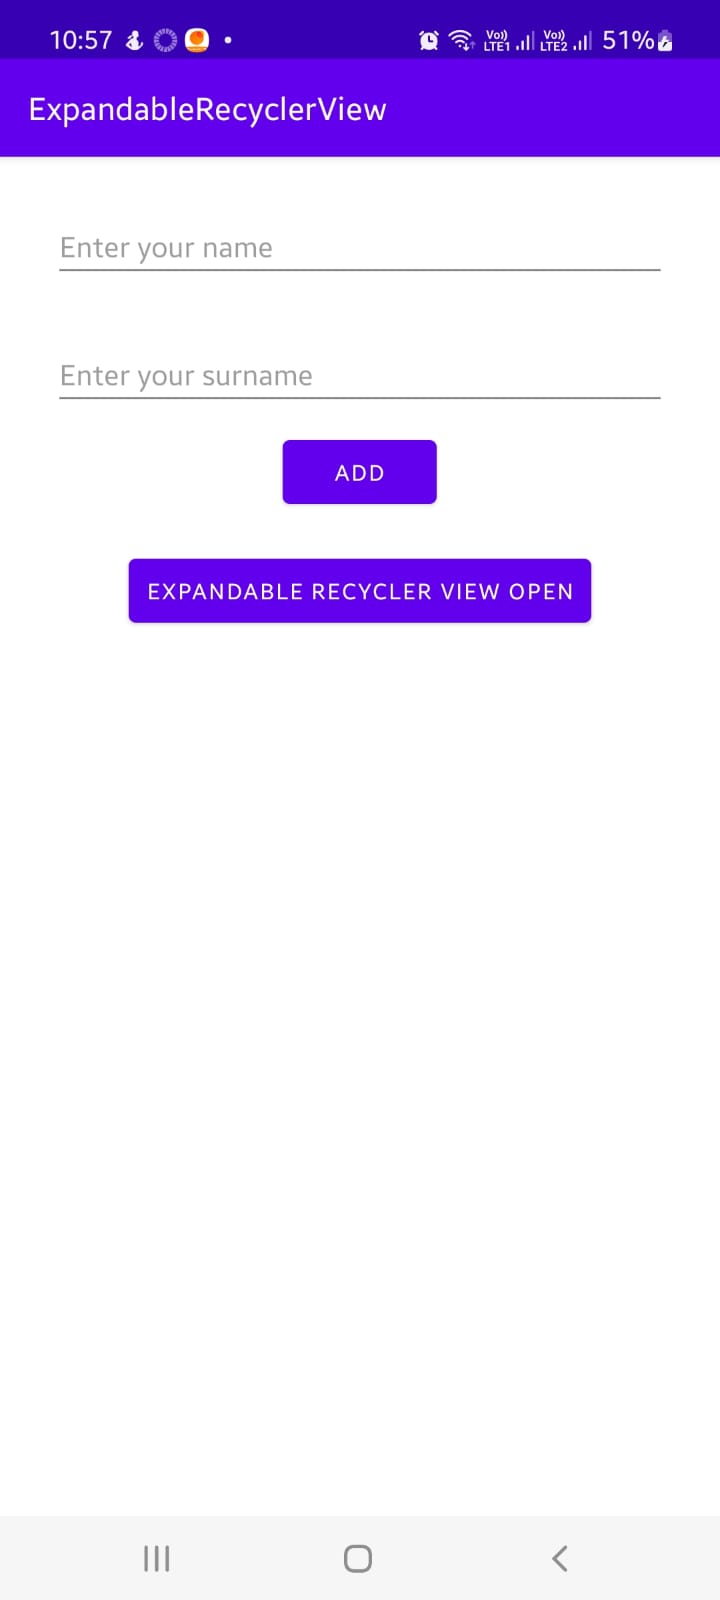 10:57 Vo)) LTE1 Vo)) LTE2 51%
ExpandableRecyclerView
Enter your name
Enter your surname
ADD
EXPANDABLE RECYCLER VIEW OPEN